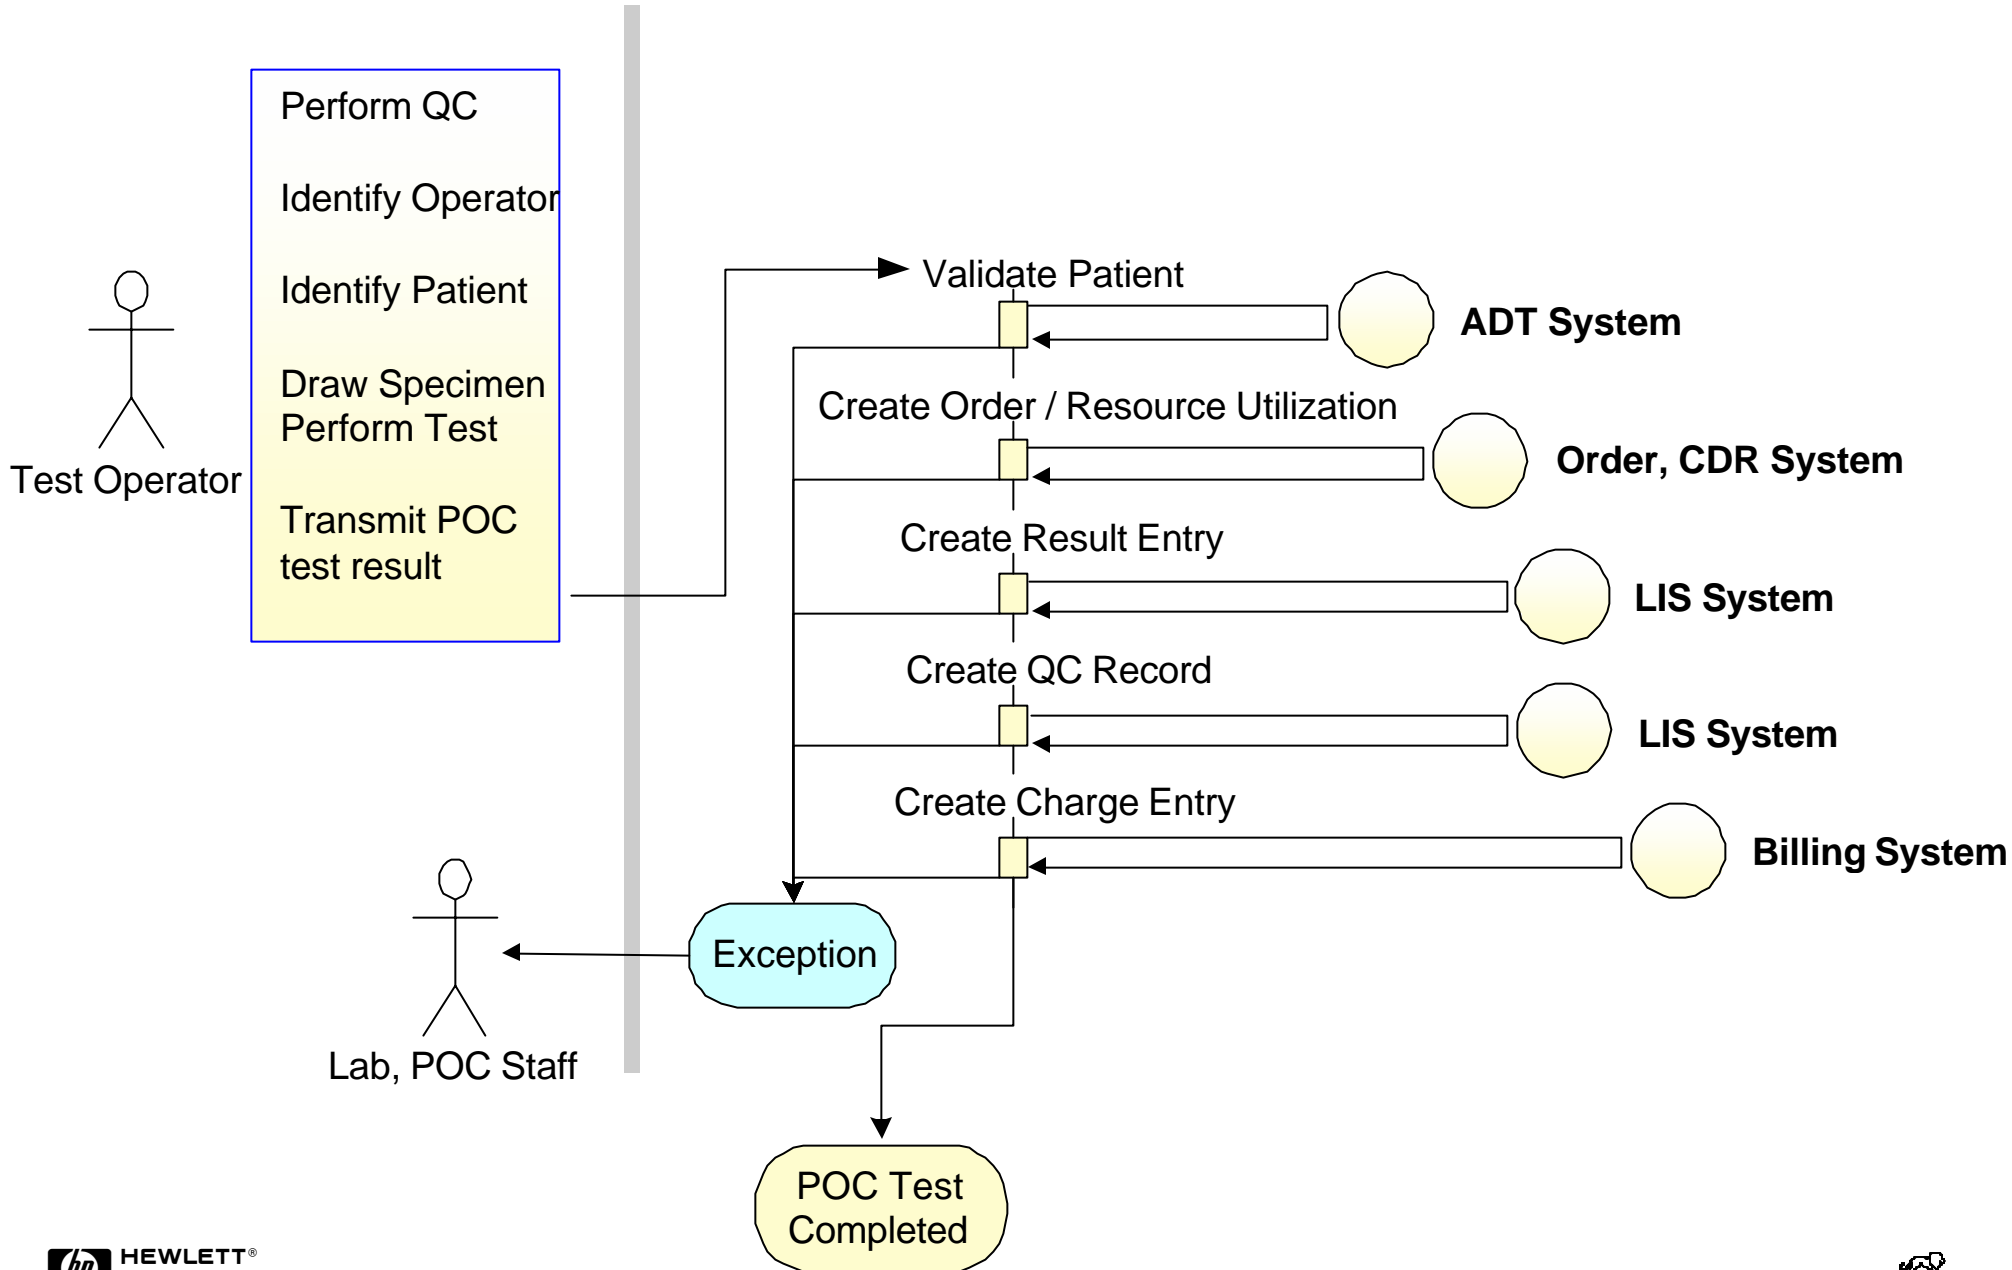 Perform QC
Identify Operator
Identify Patient
Draw Specimen
Perform Test
Transmit POC
test result
Test Operator
Validate Patient
ADT System
Create Order / Resource Utilization
Order, CDR System
Create Result Entry
LIS System
Create QC Record
LIS System
Create Charge Entry
Billing System
Exception
Lab, POC Staff
POC Test
Completed
hp HEWLETT®